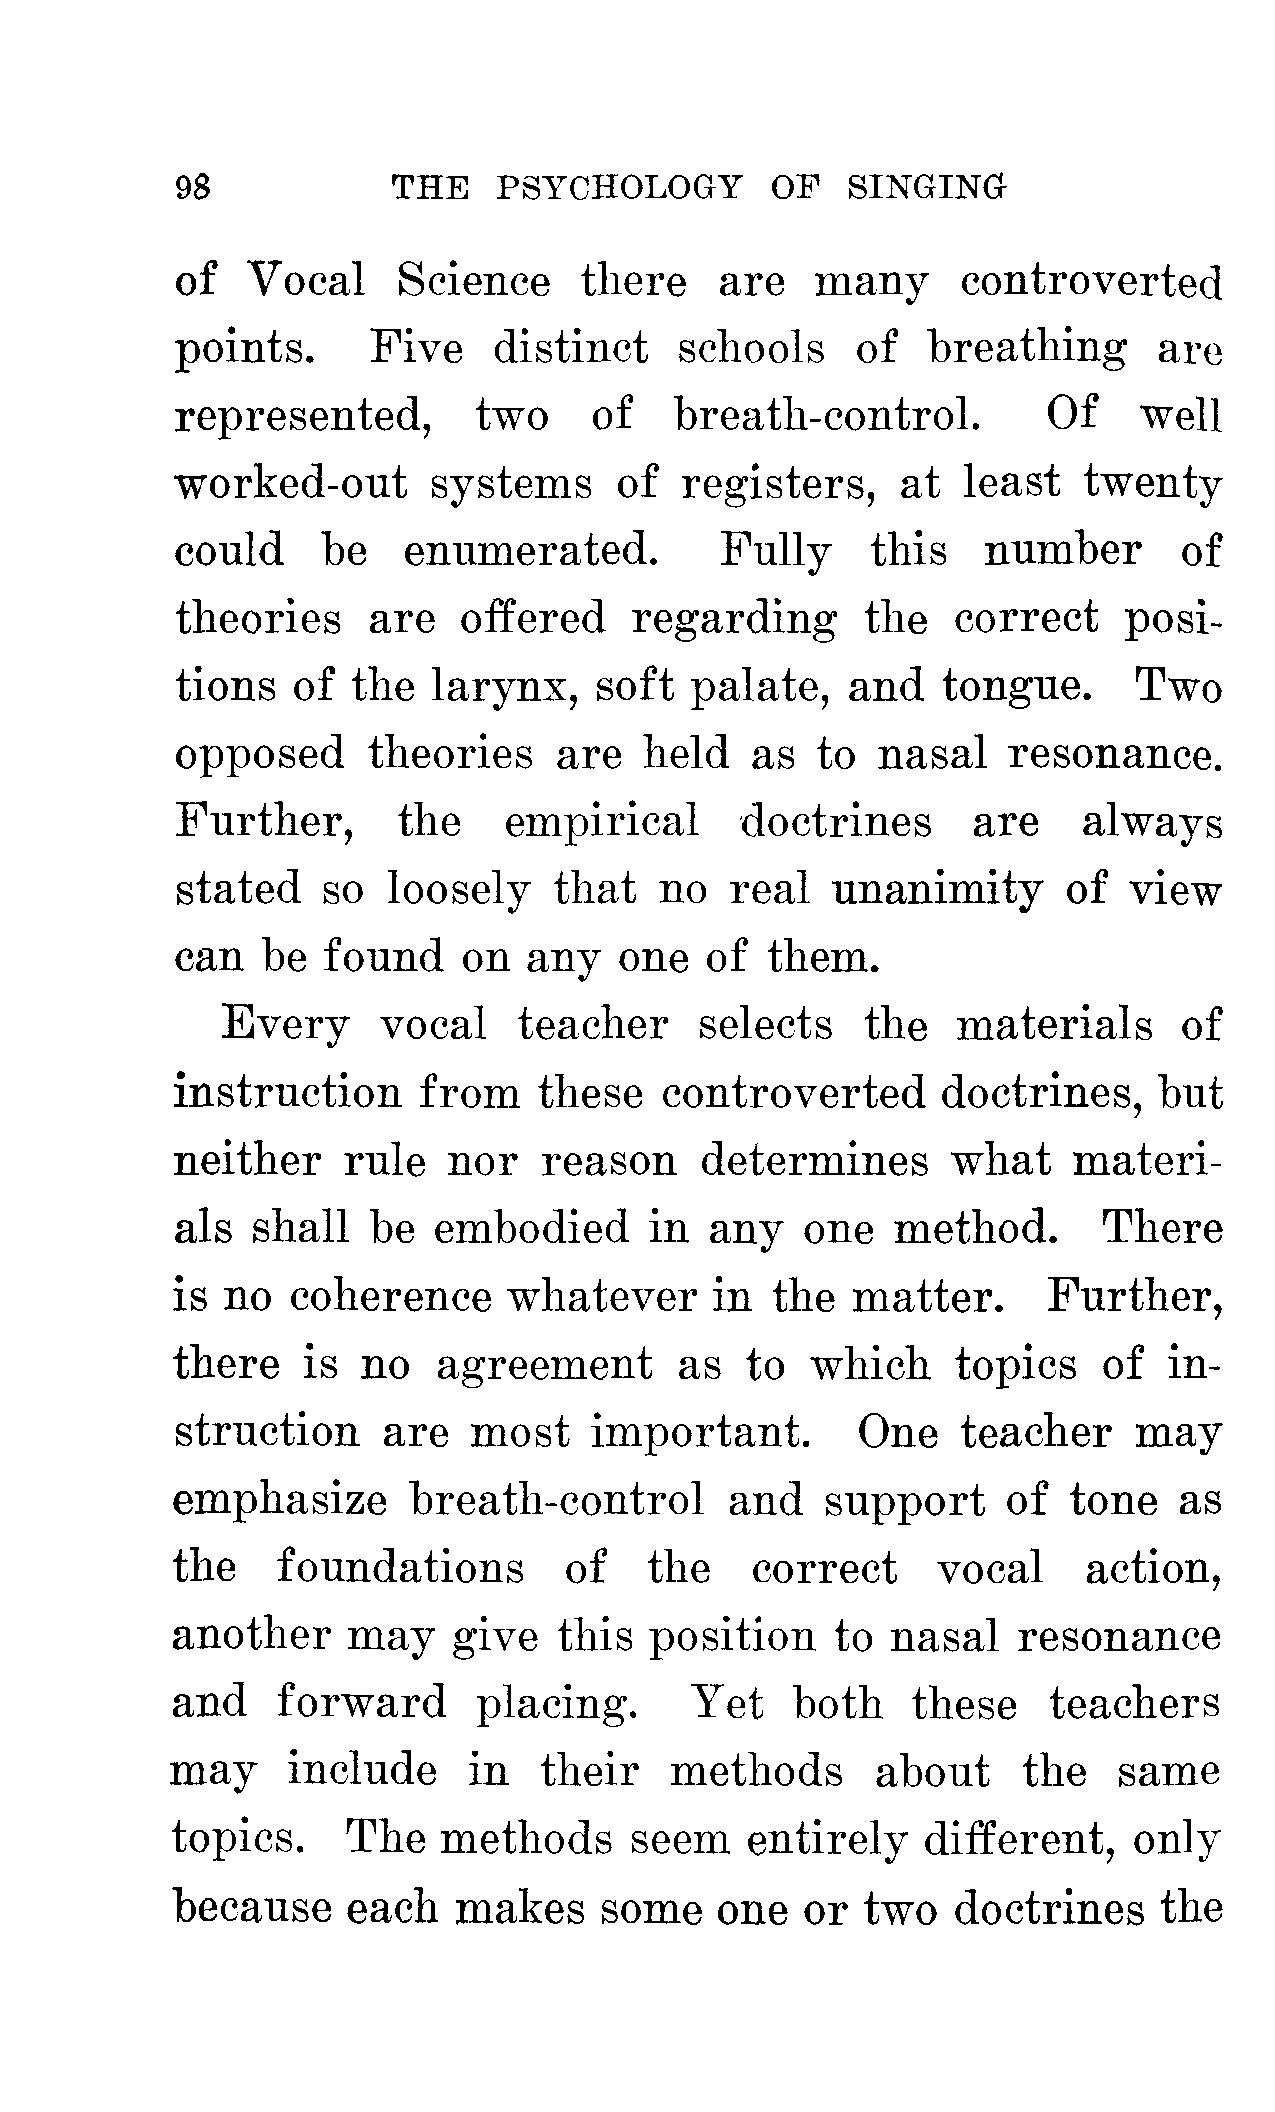 98 THE PSYCHOLOGY OF SINGING
of Vocal Science there are many controverted
points. Five distinct schools of breathing are
represented, two of breath-control. Of well
worked-out systems of registers, at least twenty
could be enumerated. Fully this number of
theories are offered regarding the correct posi-
tions of the larynx, soft palate, and tongue. Two
opposed theories are held as to nasal resonance.
Further, the empirical doctrines are always
stated so loosely that no real unanimity of view
can be found on any one of them.
Every vocal teacher selects the materials of
instruction from these controverted doctrines, but
neither rule nor reason determines what materi-
als shall be embodied in any one method. There
is no coherence whatever in the matter. Further,
there is no agreement as to which topics of in-
struction are most important. One teacher may
emphasize breath-control and support of tone as
the foundations of the correct vocal action,
another may give this position to nasal resonance
and forward placing. Yet both these teachers
may include in their methods about the same
topics. The methods seem entirely different, only
because each makes some one or two doctrines the